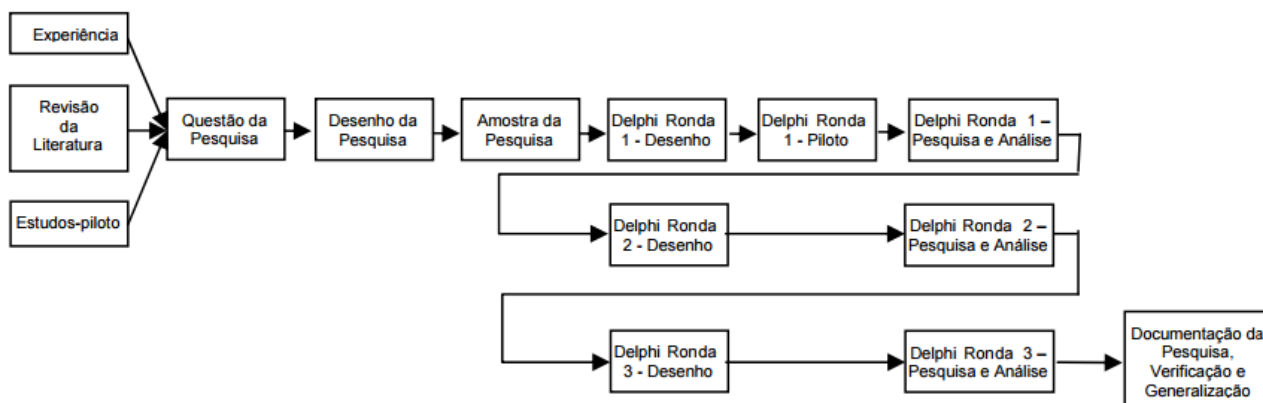 Experiência
Revisão
da
Literatura
Estudos-piloto
Questão da
Pesquisa
Desenho da
Pesquisa
Amostra da
Pesquisa
Delphi Ronda
1 - Desenho
Delphi Ronda
1 - Piloto
Delphi Ronda 1 –
Pesquisa e Análise
Delphi Ronda
2 - Desenho
Delphi Ronda 2 –
Pesquisa e Análise
Delphi Ronda
3 - Desenho
Delphi Ronda 3 –
Pesquisa e Análise
Documentação da
Pesquisa,
Verificação e
Generalização